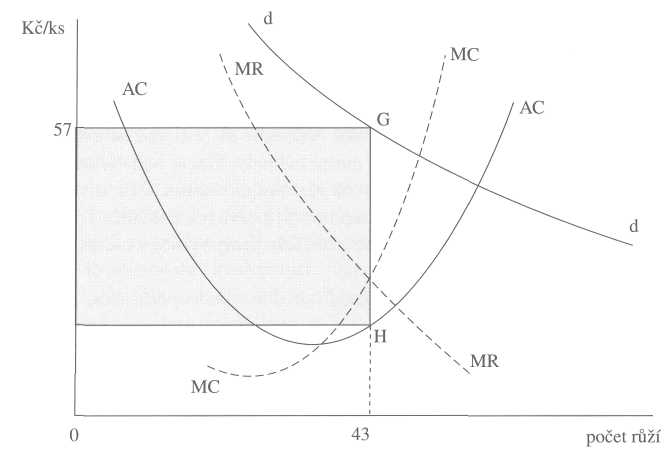 Kč/ks
d
MR
MC
AC
AC
57
G
d
H
MR
MC
0
43
počet růží